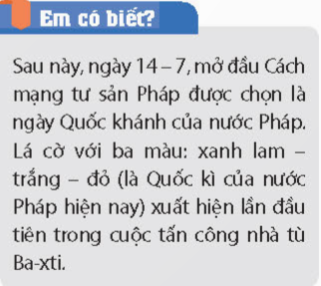 Em có biết?
Sau này, ngày 14 – 7, mở đầu Cách
mạng tư sản Pháp được chọn là
ngày Quốc khánh của nước Pháp.
Lá cờ với ba màu: xanh lam –
trắng – đỏ (là Quốc kì của nước
Pháp hiện nay) xuất hiện lần đầu
tiên trong cuộc tấn công nhà tù
Ba-xti.